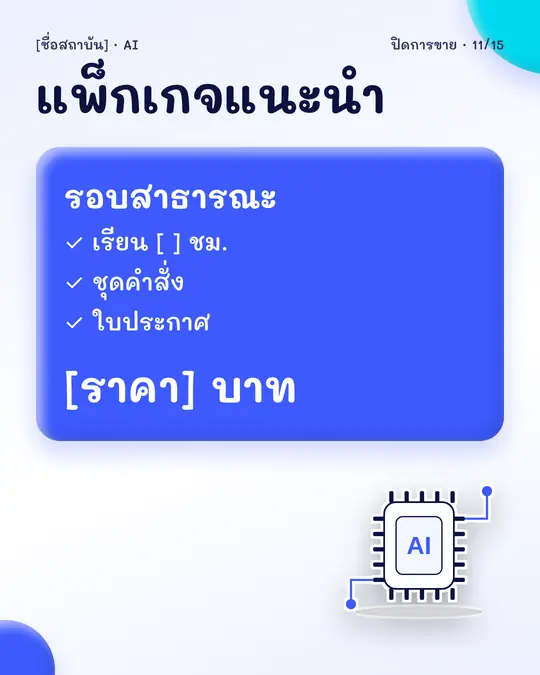 [ชื่อสถาบัน] · AI
ปิดการขาย · 11/15
แพ็กเกจแนะนำ
รอบสาธารณะ
✓ เรียน [ ] ชม.
✓ ชุดคำสั่ง
✓ ใบประกาศ
[ราคา] บาท
AI